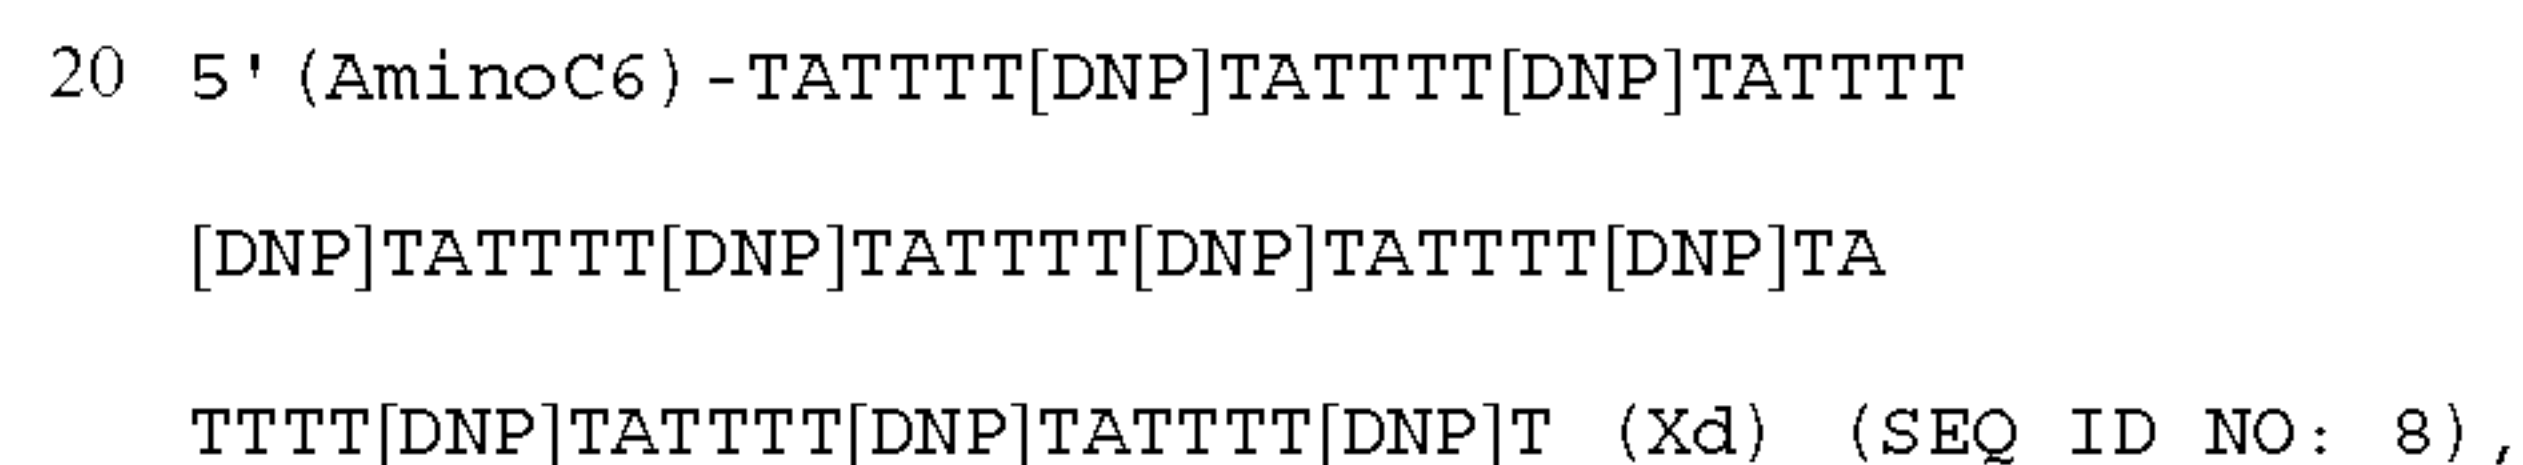 20 5'(AminoC6)-TATTTT[DNP]TATTTT[DNP]TATTTT
[DNP]TATTTT[DNP]TATTTT[DNP]TATTTT[DNP]TA
TTTT[DNP]TATTTT[DNP]TATTTT[DNP]T (Xd) (SEQ ID NO: 8),